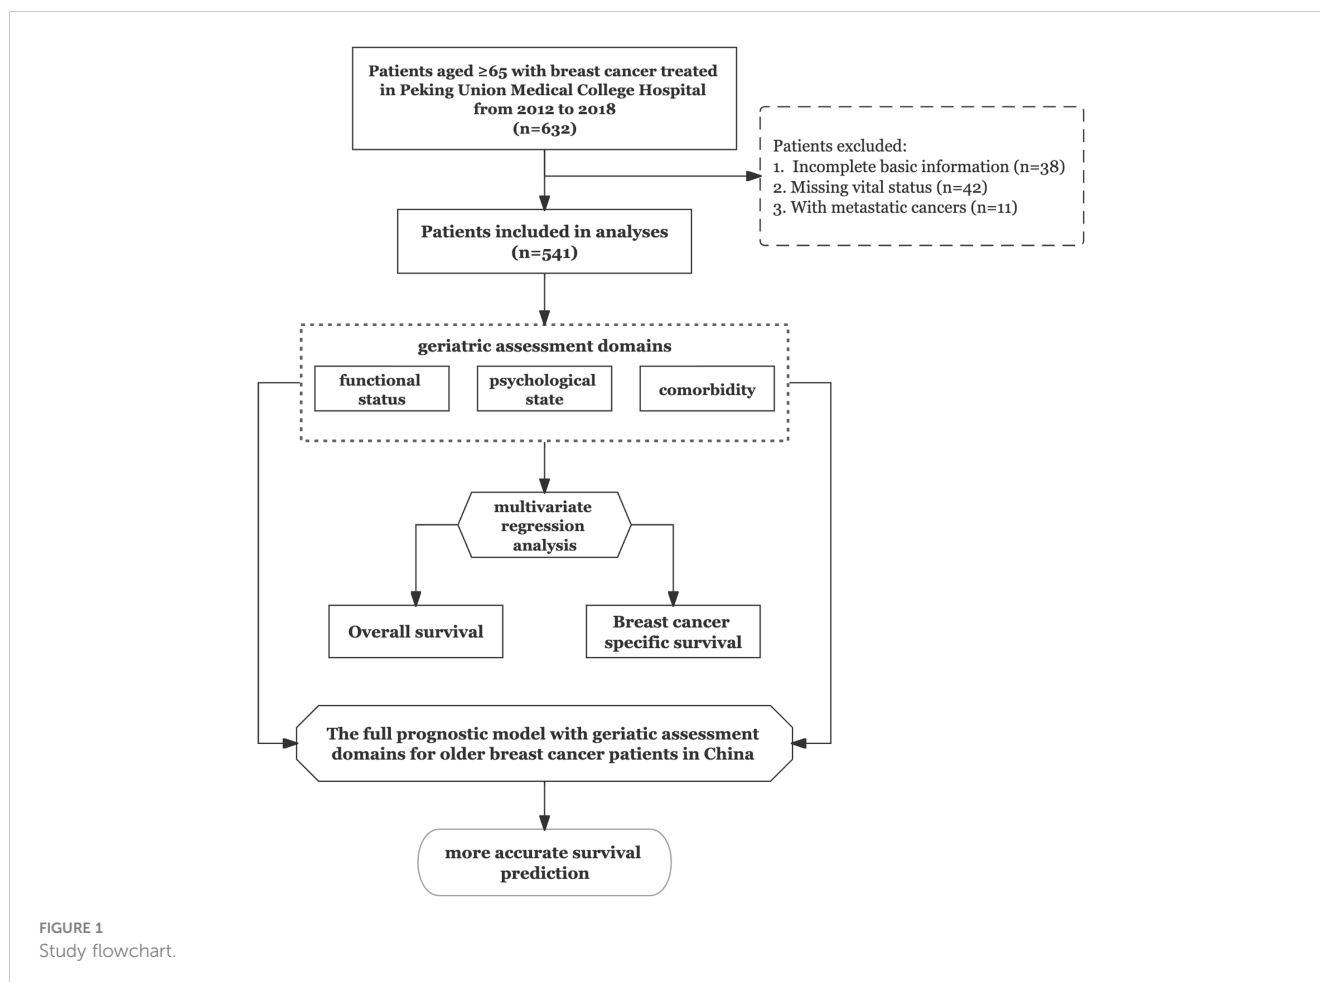 Patients aged ≥65 with breast cancer treated
in Peking Union Medical College Hospital
from 2012 to 2018
(n=632)
Patients excluded:
1. Incomplete basic information (n=38)
2. Missing vital status (n=42)
3. With metastatic cancers (n=11)
Patients included in analyses
(n=541)
geriatric assessment domains
functional
status
psychological
state
comorbidity
multivariate
regression
analysis
Overall survival
Breast cancer
specific survival
The full prognostic model with geriatic assessment
domains for older breast cancer patients in China
more accurate survival
prediction
FIGURE 1
Study flowchart.